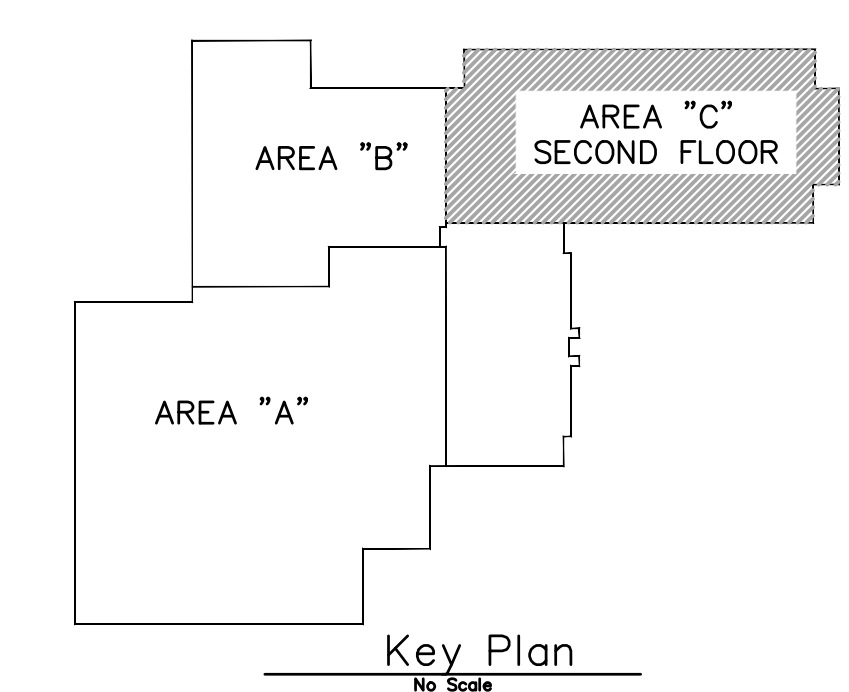 AREA "C"
SECOND FLOOR
AREA "B"
AREA "A"
Key Plan
No Scale